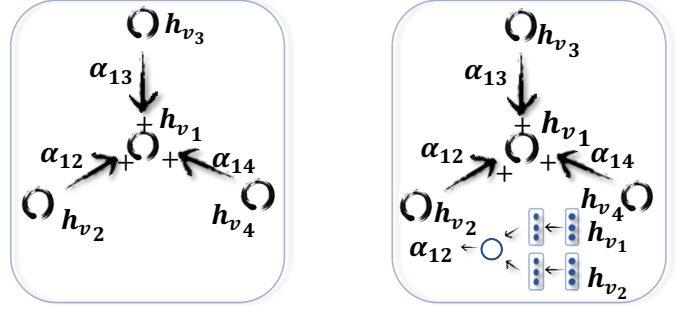 h_{v_3}
α_{13}
+ h_{v_1}
α_{12} + + α_{14}
h_{v_2} h_{v_4}
h_{v_3}
α_{13}
+ h_{v_1}
α_{12} + + α_{14}
h_{v_2} h_{v_4}
h_{v_1}
α_{12}
h_{v_2}